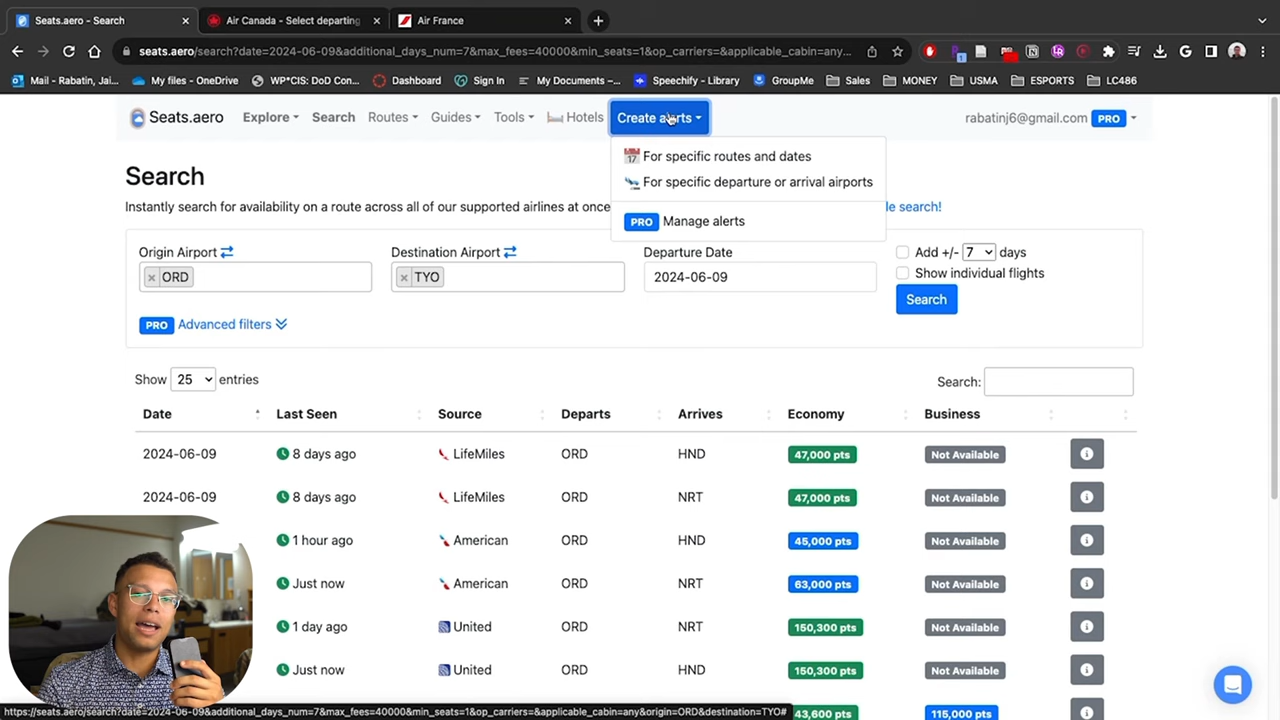 Seats.aero - Search
Air Canada - Select departing
Air France
seats.aero/search?date=2024-06-09&additional_days_num=7&max_fees=40000&min_seats=1&op_carriers=&applicable_cabin=any...
Mail - Rabatin, Jai...
My files - OneDrive
WP*CIS: DoD Con...
Dashboard
Sign In
My Documents –...
Speechify - Library
GroupMe
Sales
MONEY
USMA
ESPORTS
LC486
Seats.aero
Explore
Search
Routes
Guides
Tools
Hotels
Create alerts
rabatinj6@gmail.com PRO
For specific routes and dates
For specific departure or arrival airports
PRO Manage alerts
Search
Instantly search for availability on a route across all of our supported airlines at once
le search!
Origin Airport
Destination Airport
Departure Date
Add +/- 7 days
× ORD
× TYO
2024-06-09
Show individual flights
Search
PRO Advanced filters
Show 25 entries
Search:
Date Last Seen Source Departs Arrives Economy Business
2024-06-09 8 days ago LifeMiles ORD HND 47,000 pts Not Available
2024-06-09 8 days ago LifeMiles ORD NRT 47,000 pts Not Available
1 hour ago American ORD HND 45,000 pts Not Available
Just now American ORD NRT 63,000 pts Not Available
1 day ago United ORD NRT 150,300 pts Not Available
Just now United ORD HND 150,300 pts Not Available
43,600 pts 115,000 pts
https://seats.aero/search?date=2024-06-09&additional_days_num=7&max_fees=40000&min_seats=1&op_carriers=&applicable_cabin=any&origin=ORD&destination=TYO#